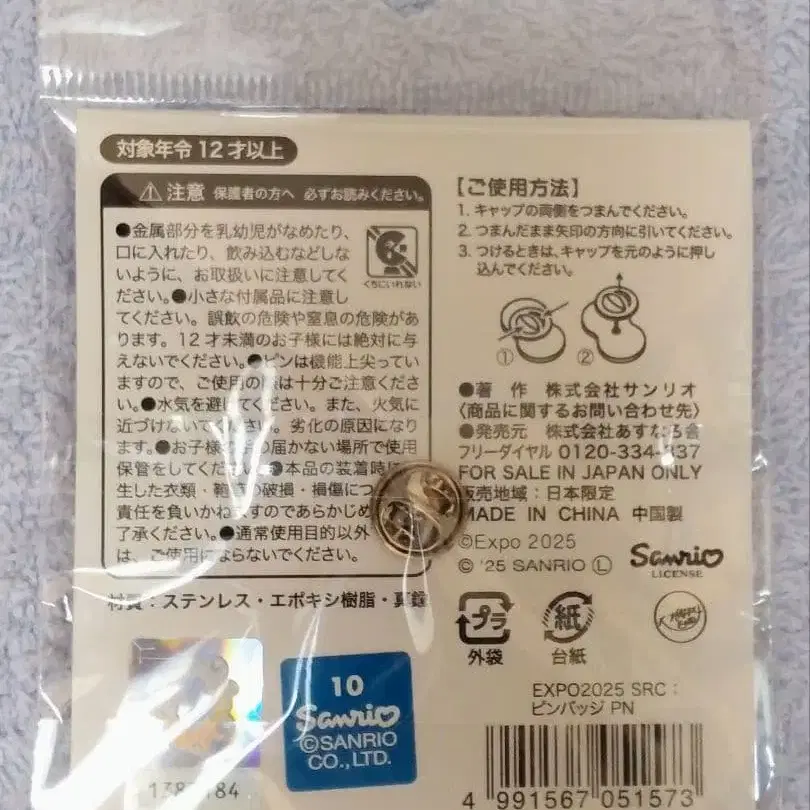 対象年令12才以上
⚠注意 保護者の方へ 必ずお読みください。
●金属部分を乳幼児がなめたり、
口に入れたり、飲み込むなどしな
いように、お取扱いに注意してく
ださい。●小さな付属品に注意し
てください。誤飲の危険や窒息の危険があ
ります。12才未満のお子様には絶対に与
えないでください。●ピンは機能上尖ってい
ますので、ご使用の際は十分ご注意くださ
い。●水気を避けてください。また、火気に
近づけないでください。劣化の原因になり
ます。●お子様の手の届かない場所で使用
保管をしてください。●本品の装着時に
生じた衣類・鞄等の破損・損傷につ
責任を負いかねますのであらかじめ
了承ください。●通常使用目的以外
は、ご使用にならないでください。
くちにいれない
材質:ステンレス・エポキシ樹脂・真鍮
【ご使用方法】
1. キャップの両側をつまんでください。
2. つまんだまま矢印の方向に引いてください。
3. つけるときは、キャップを元のように押し
込んでください。
① ②
●著 作 株式会社サンリオ
〈商品に関するお問い合わせ先〉
●発売元 株式会社あすなろ舎
フリーダイヤル 0120-334-337
FOR SALE IN JAPAN ONLY
販売地域:日本限定
MADE IN CHINA 中国製
©Expo 2025
© '25 SANRIO Ⓛ
Sanrio
LICENSE
プラ
外袋
紙
台紙
10
Sanrio
©SANRIO
CO.,LTD.
EXPO2025 SRC:
ピンバッジ PN
4 991567 051573